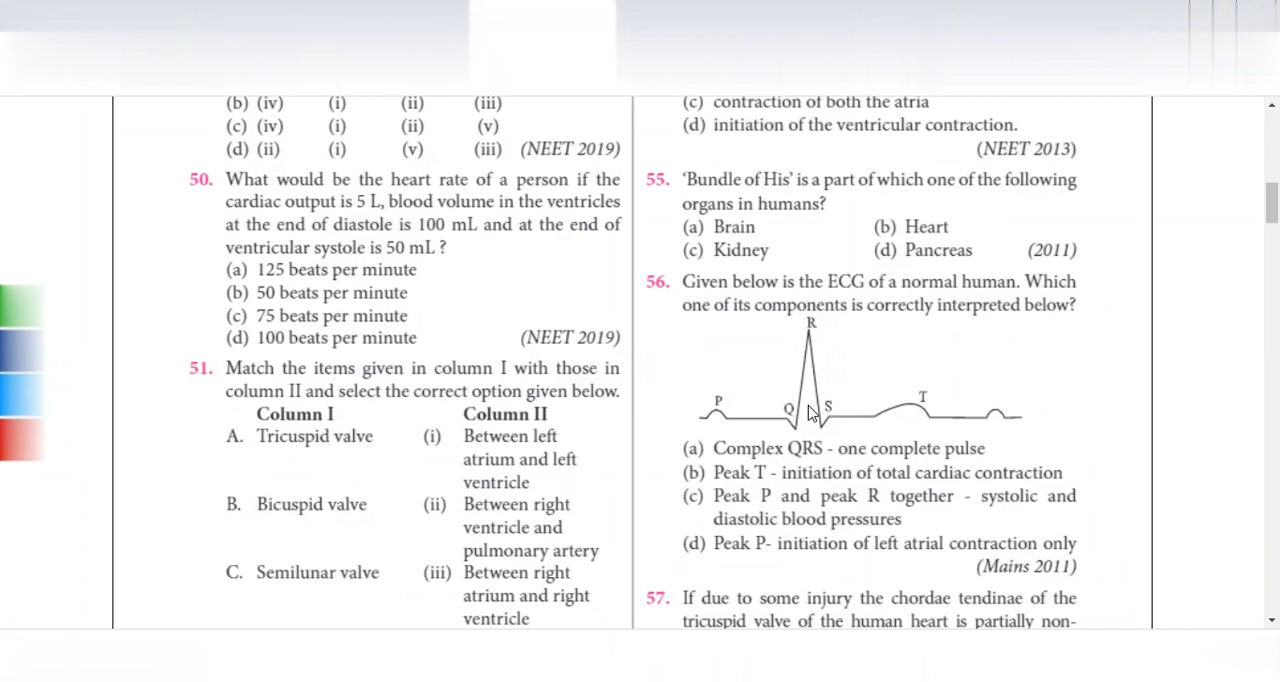 (b) (iv) (i) (ii) (iii)
(c) (iv) (i) (ii) (v)
(d) (ii) (i) (v) (iii) (NEET 2019)
50. What would be the heart rate of a person if the
cardiac output is 5 L, blood volume in the ventricles
at the end of diastole is 100 mL and at the end of
ventricular systole is 50 mL ?
(a) 125 beats per minute
(b) 50 beats per minute
(c) 75 beats per minute
(d) 100 beats per minute (NEET 2019)
51. Match the items given in column I with those in
column II and select the correct option given below.
Column I Column II
A. Tricuspid valve (i) Between left
atrium and left
ventricle
B. Bicuspid valve (ii) Between right
ventricle and
pulmonary artery
C. Semilunar valve (iii) Between right
atrium and right
ventricle
(c) contraction of both the atria
(d) initiation of the ventricular contraction.
(NEET 2013)
55. ‘Bundle of His’ is a part of which one of the following
organs in humans?
(a) Brain (b) Heart
(c) Kidney (d) Pancreas (2011)
56. Given below is the ECG of a normal human. Which
one of its components is correctly interpreted below?
R
P Q S T
(a) Complex QRS - one complete pulse
(b) Peak T - initiation of total cardiac contraction
(c) Peak P and peak R together - systolic and
diastolic blood pressures
(d) Peak P- initiation of left atrial contraction only
(Mains 2011)
57. If due to some injury the chordae tendinae of the
tricuspid valve of the human heart is partially non-